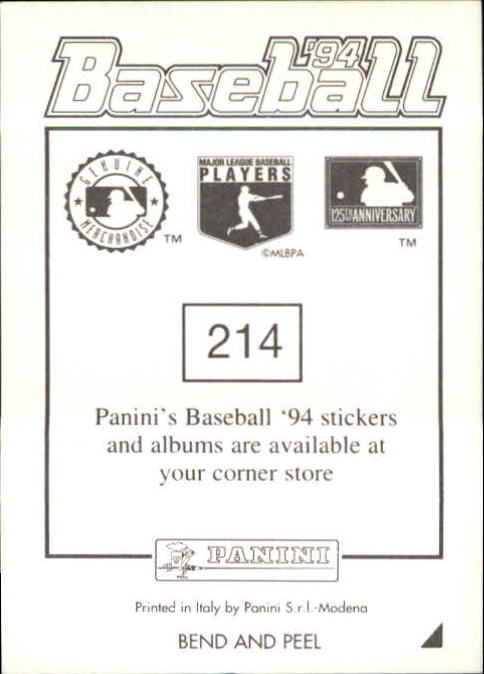 '94
Baseball
GENUINE
MERCHANDISE
TM
MAJOR LEAGUE BASEBALL
PLAYERS
©MLBPA
125TH ANNIVERSARY
TM
214
Panini's Baseball '94 stickers
and albums are available at
your corner store
PANINI
Printed in Italy by Panini S.r.l.-Modena
BEND AND PEEL